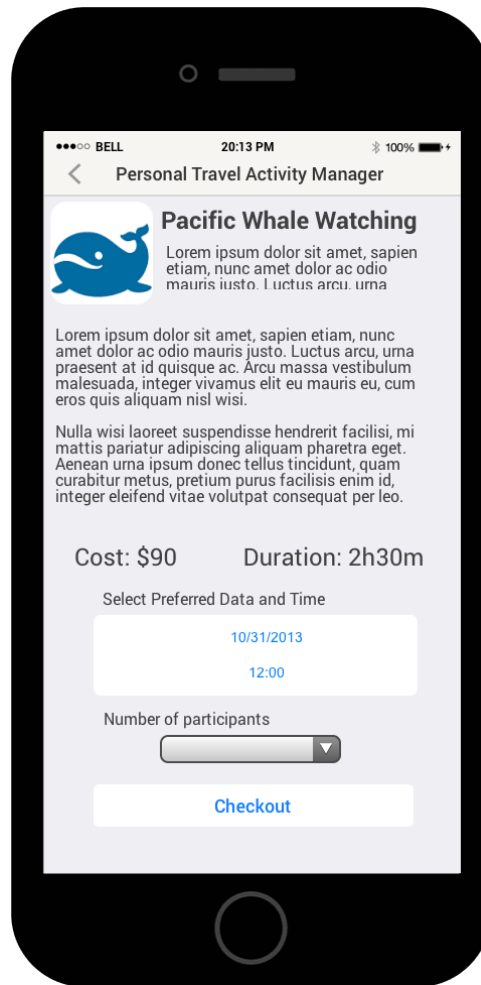 BELL 20:13 PM 100%
Personal Travel Activity Manager
Pacific Whale Watching
Lorem ipsum dolor sit amet, sapien
etiam, nunc amet dolor ac odio
mauris justo. Luctus arcu, urna
Lorem ipsum dolor sit amet, sapien etiam, nunc
amet dolor ac odio mauris justo. Luctus arcu, urna
praesent at id quisque ac. Arcu massa vestibulum
malesuada, integer vivamus elit eu mauris eu, cum
eros quis aliquam nisl wisi.
Nulla wisi laoreet suspendisse hendrerit facilisi, mi
mattis pariatur adipiscing aliquam pharetra eget.
Aenean urna ipsum donec tellus tincidunt, quam
curabitur metus, pretium purus facilisis enim id,
integer eleifend vitae volutpat consequat per leo.
Cost: $90 Duration: 2h30m
Select Preferred Data and Time
10/31/2013
12:00
Number of participants
Checkout